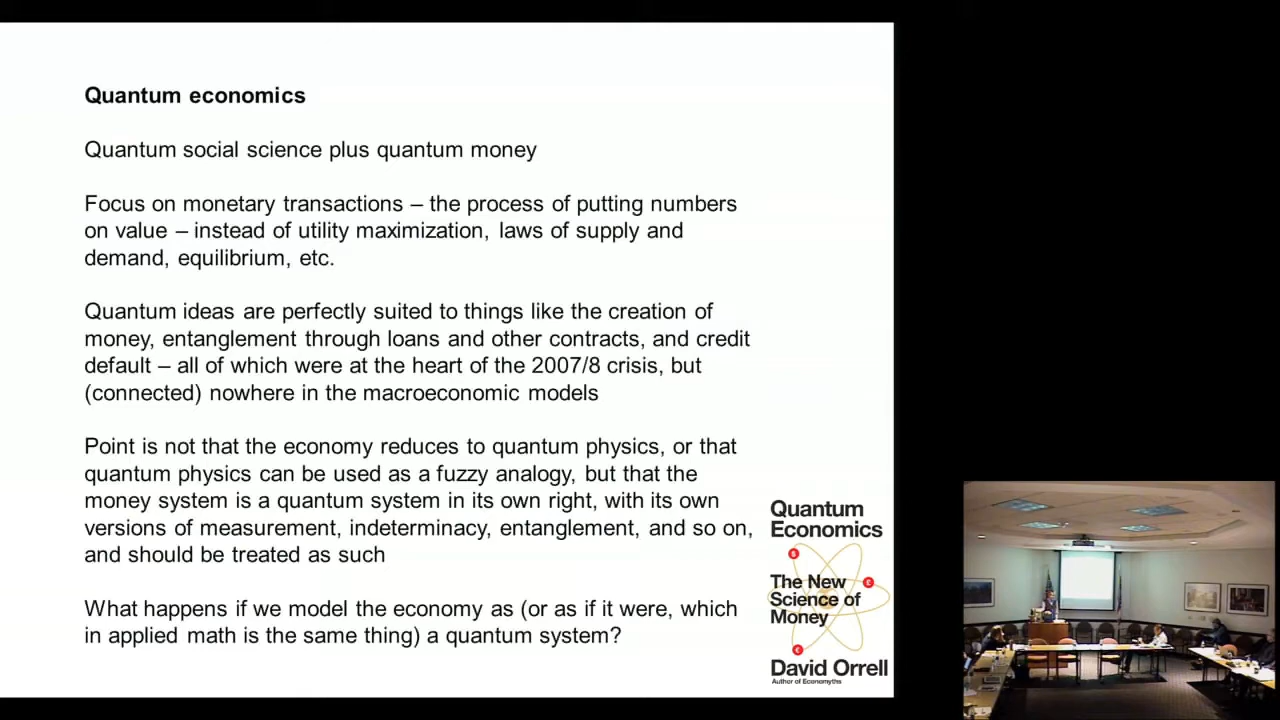 Quantum economics
Quantum social science plus quantum money
Focus on monetary transactions – the process of putting numbers
on value – instead of utility maximization, laws of supply and
demand, equilibrium, etc.
Quantum ideas are perfectly suited to things like the creation of
money, entanglement through loans and other contracts, and credit
default – all of which were at the heart of the 2007/8 crisis, but
(connected) nowhere in the macroeconomic models
Point is not that the economy reduces to quantum physics, or that
quantum physics can be used as a fuzzy analogy, but that the
money system is a quantum system in its own right, with its own
versions of measurement, indeterminacy, entanglement, and so on,
and should be treated as such
What happens if we model the economy as (or as if it were, which
in applied math is the same thing) a quantum system?
Quantum
Economics
$
The New
Science of
Money
£
€
David Orrell
Author of Economyths